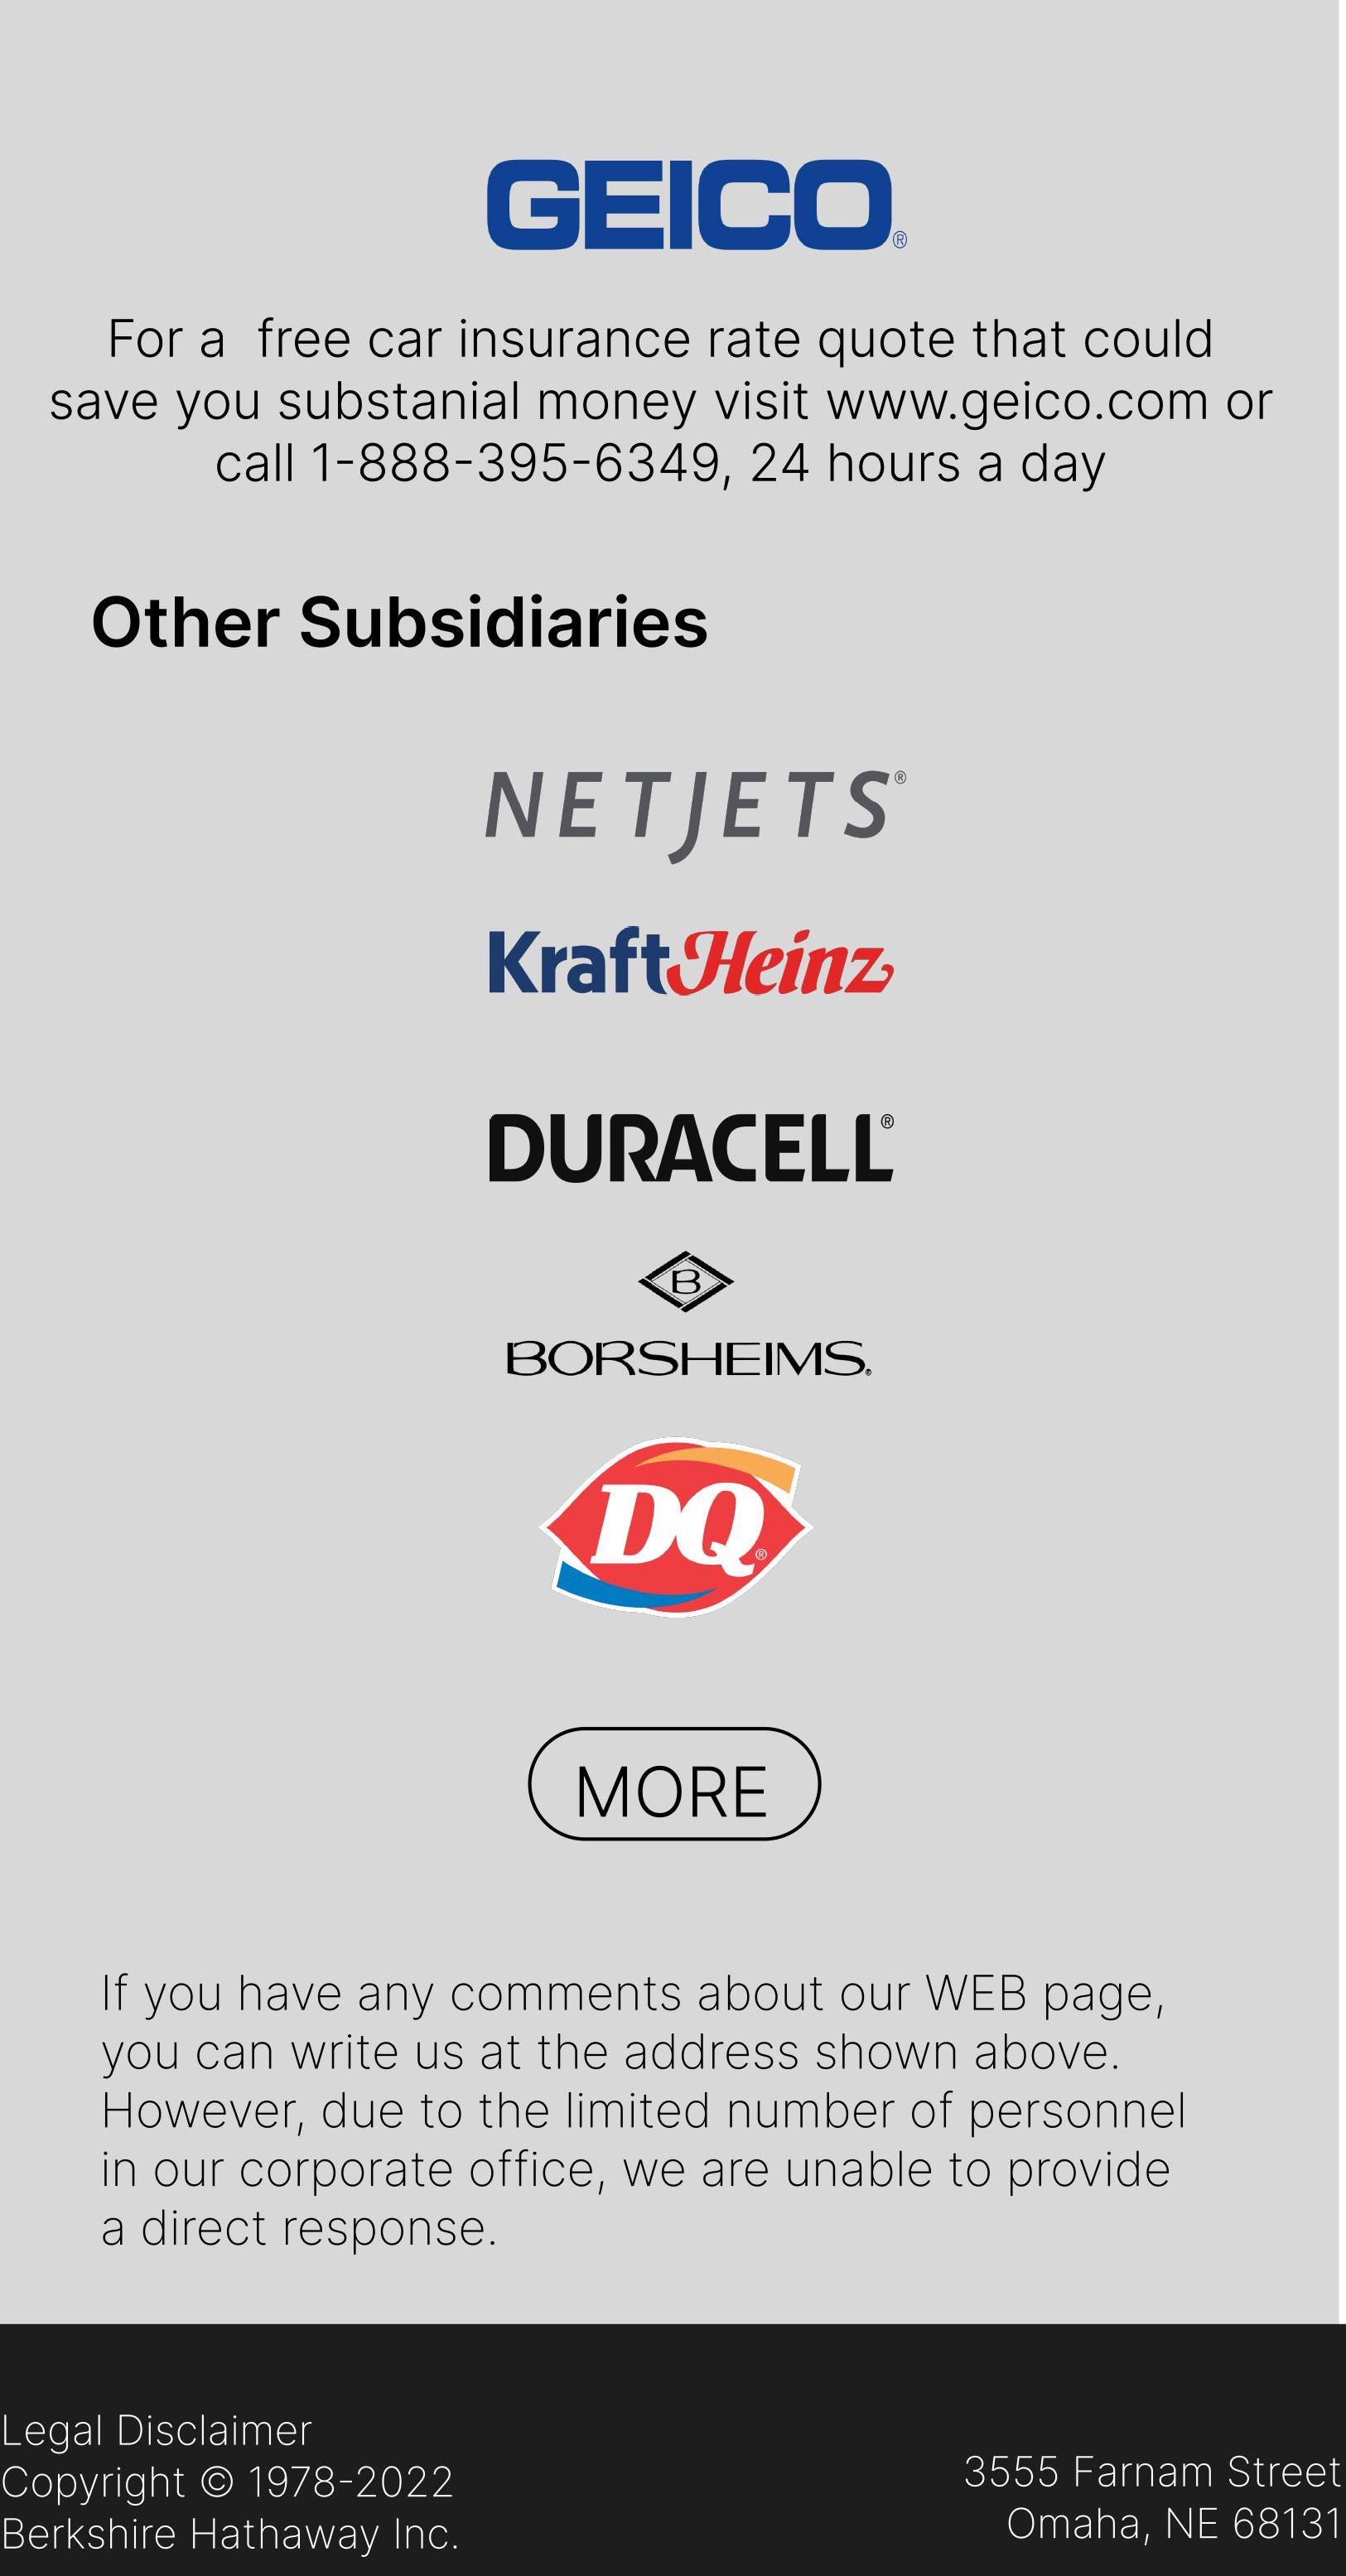 GEICO®
For a  free car insurance rate quote that could
save you substanial money visit www.geico.com or
call 1-888-395-6349, 24 hours a day
Other Subsidiaries
NETJETS®
KraftHeinz
DURACELL®
B
BORSHEIMS®
DQ®
MORE
If you have any comments about our WEB page,
you can write us at the address shown above.
However, due to the limited number of personnel
in our corporate office, we are unable to provide
a direct response.
Legal Disclaimer
Copyright © 1978-2022
Berkshire Hathaway Inc.
3555 Farnam Street
Omaha, NE 68131